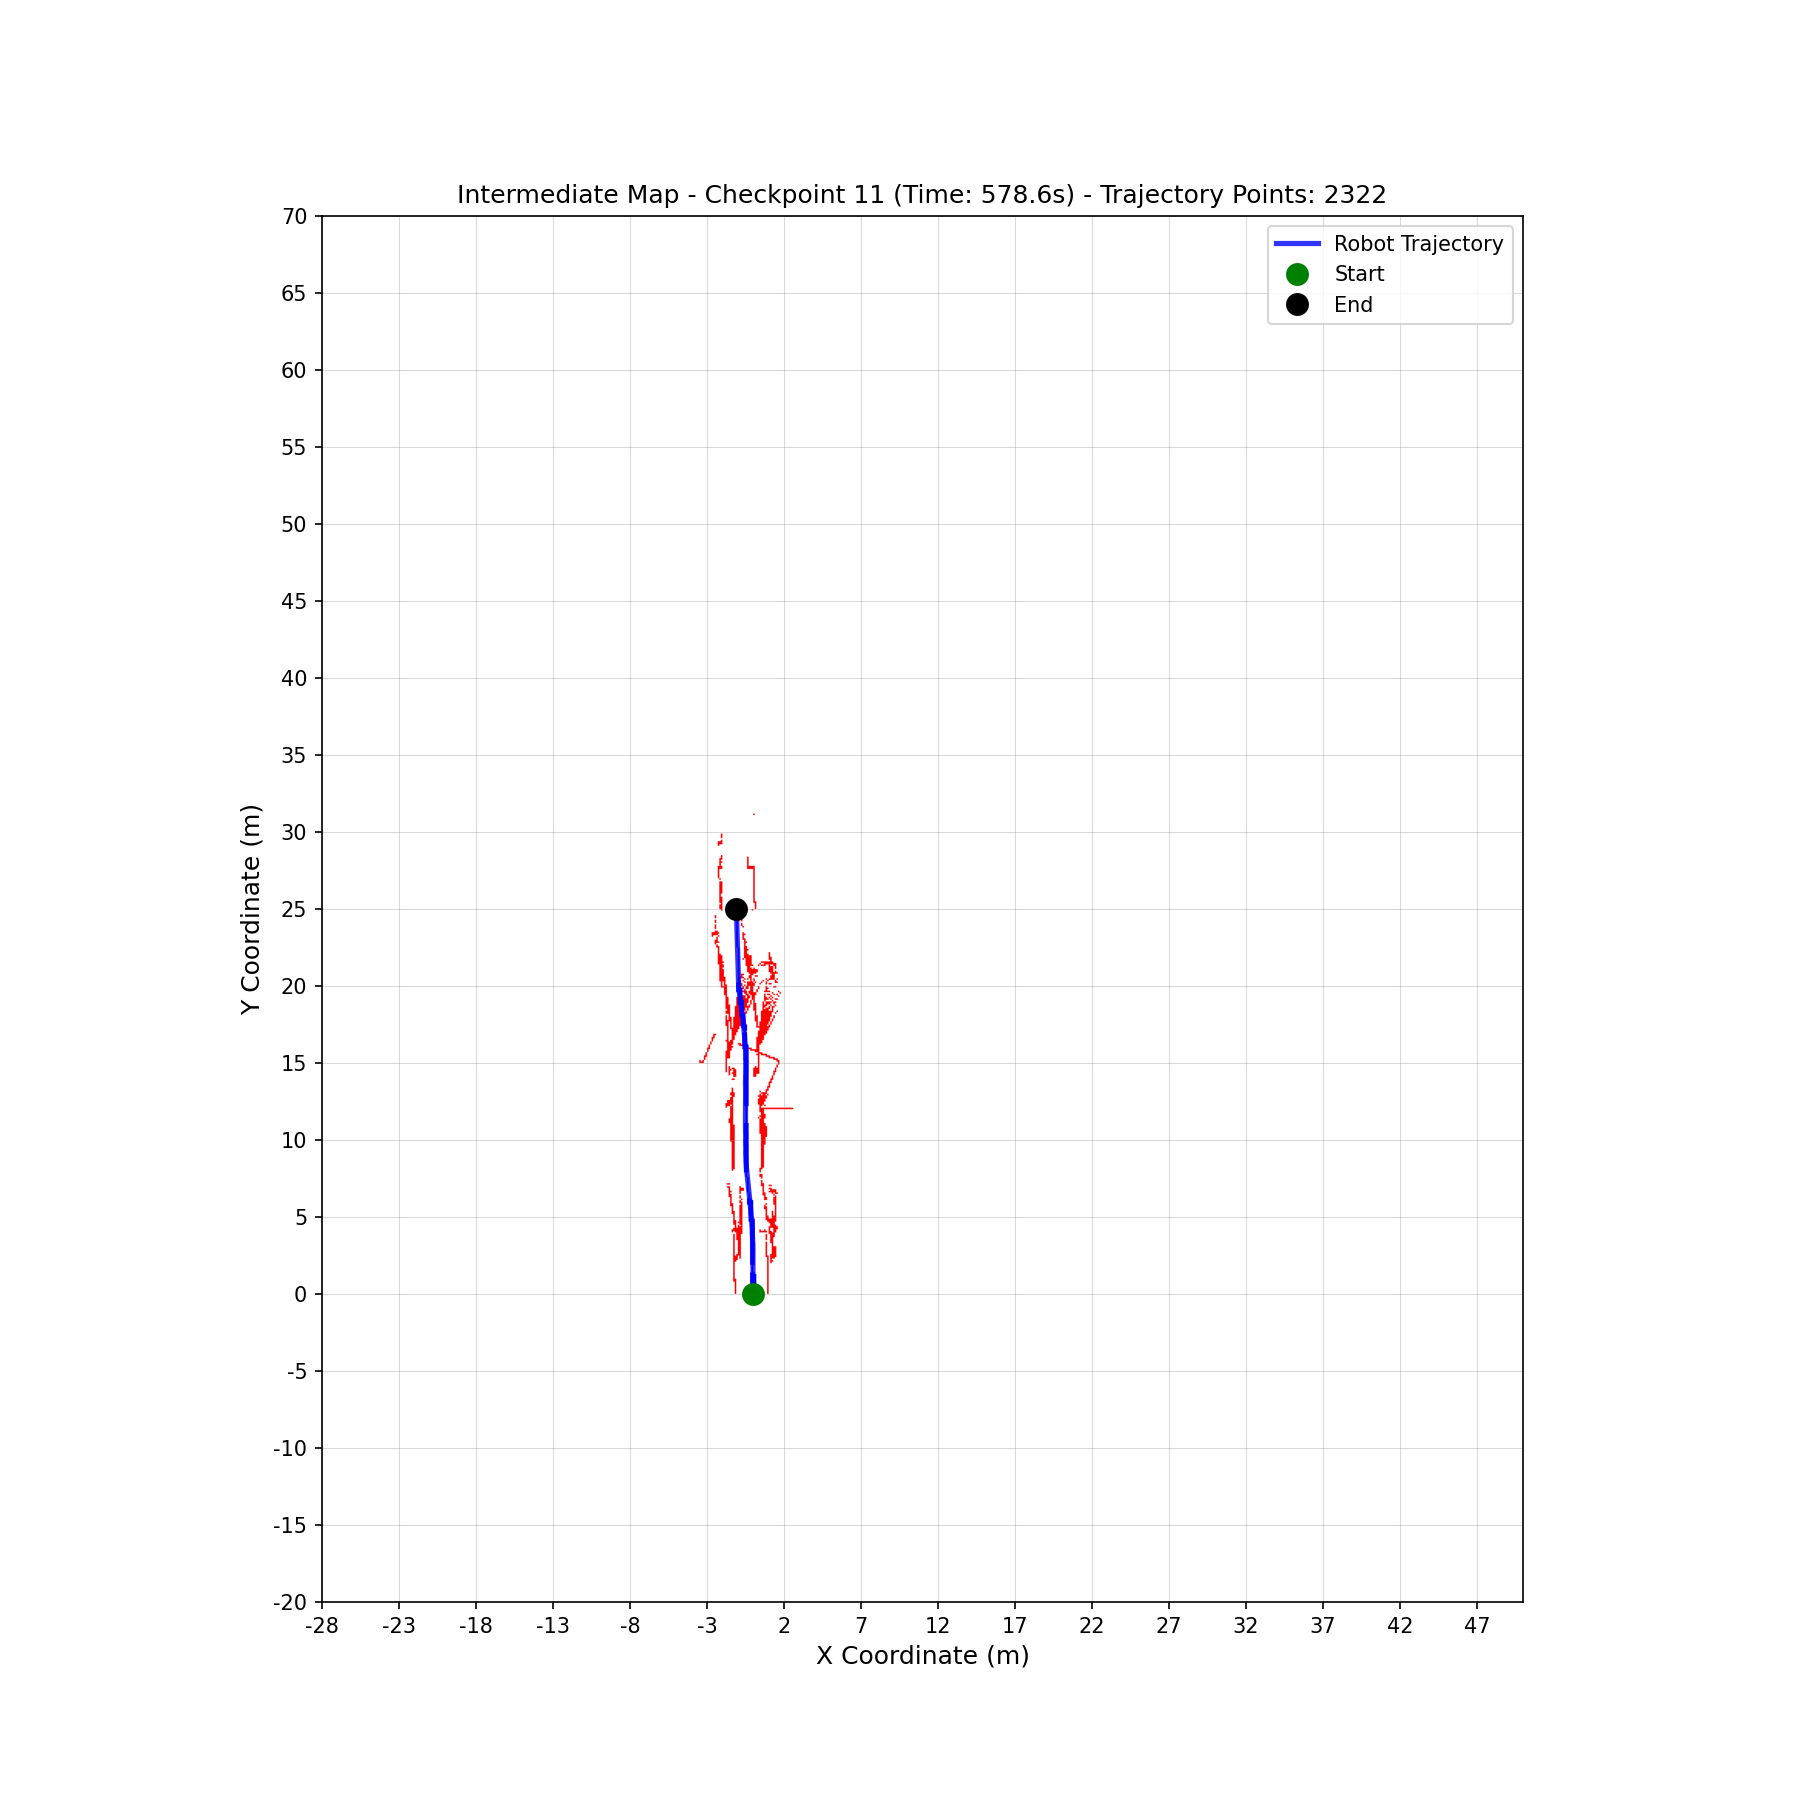 Intermediate Map - Checkpoint 11 (Time: 578.6s) - Trajectory Points: 2322
Robot Trajectory
Start
End
70
65
60
55
50
45
40
35
30
25
20
15
10
5
0
-5
-10
-15
-20
Y Coordinate (m)
-28 -23 -18 -13 -8 -3 2 7 12 17 22 27 32 37 42 47
X Coordinate (m)